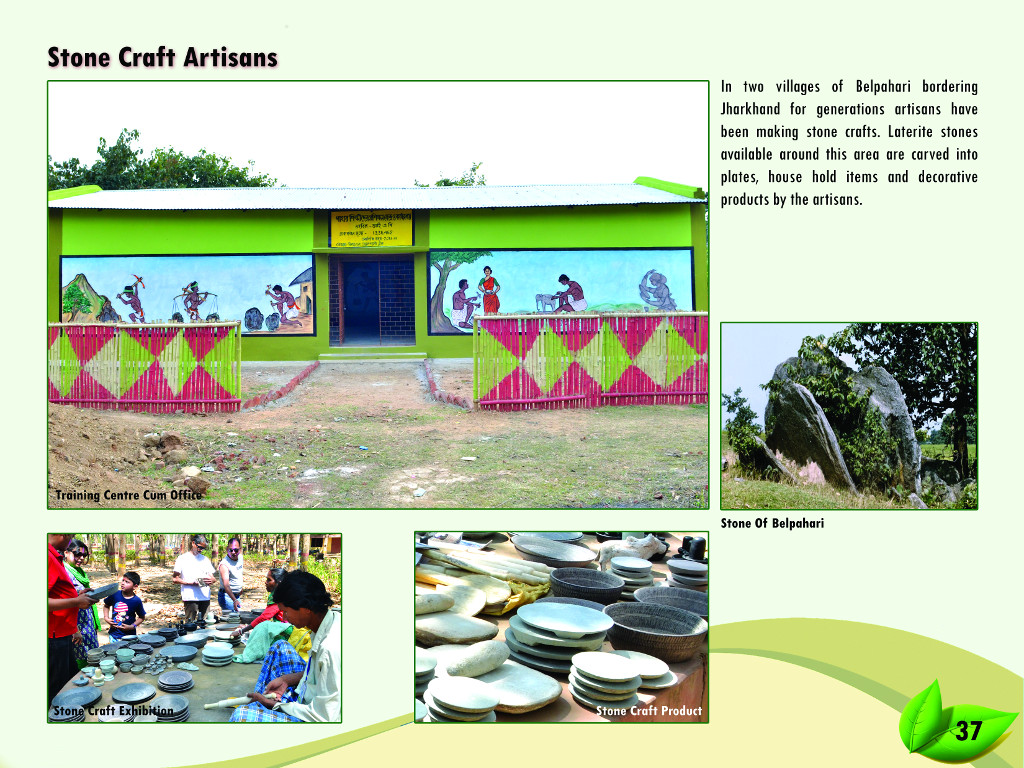 Stone Craft Artisans
In two villages of Belpahari bordering
Jharkhand for generations artisans have
been making stone crafts. Laterite stones
available around this area are carved into
plates, house hold items and decorative
products by the artisans.
Training Centre Cum Office
Stone Of Belpahari
Stone Craft Exhibition
Stone Craft Product
37